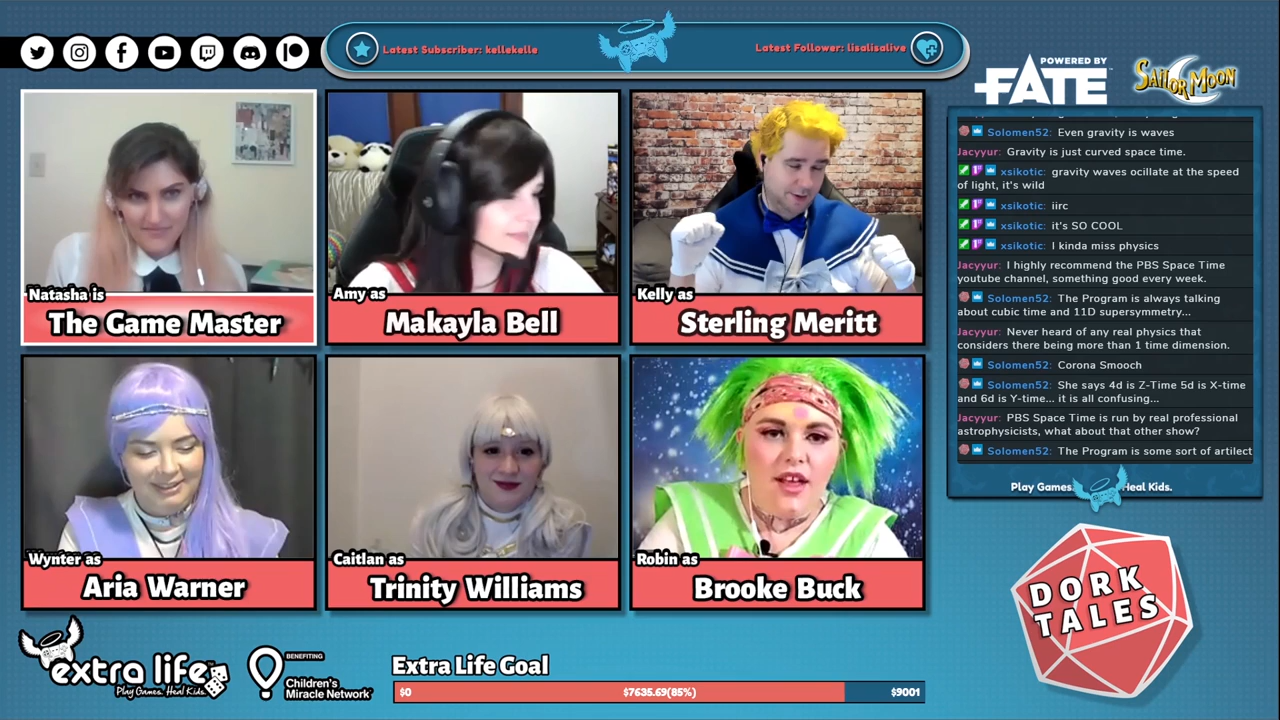 Latest Subscriber: kellekelle
Latest Follower: lisalisalive
POWERED BY
FATE
SAILOR MOON
Natasha is
The Game Master
Amy as
Makayla Bell
Kelly as
Sterling Meritt
Wynter as
Aria Warner
Caitlan as
Trinity Williams
Robin as
Brooke Buck
Solomen52: Even gravity is waves
Jacyyur: Gravity is just curved space time.
xsikotic: gravity waves ocillate at the speed
of light, it's wild
xsikotic: iirc
xsikotic: it's SO COOL
xsikotic: I kinda miss physics
Jacyyur: I highly recommend the PBS Space Time
youtube channel, something good every week.
Solomen52: The Program is always talking
about cubic time and 11D supersymmetry...
Jacyyur: Never heard of any real physics that
considers there being more than 1 time dimension.
Solomen52: Corona Smooch
Solomen52: She says 4d is Z-Time 5d is X-time
and 6d is Y-time... it is all confusing...
Jacyyur: PBS Space Time is run by real professional
astrophysicists, what about that other show?
Solomen52: The Program is some sort of artilect
Play Games. Heal Kids.
DORK
TALES
extra life
Play Games. Heal Kids.
BENEFITING
Children's
Miracle Network
Extra Life Goal
$0
$7635.69(85%)
$9001